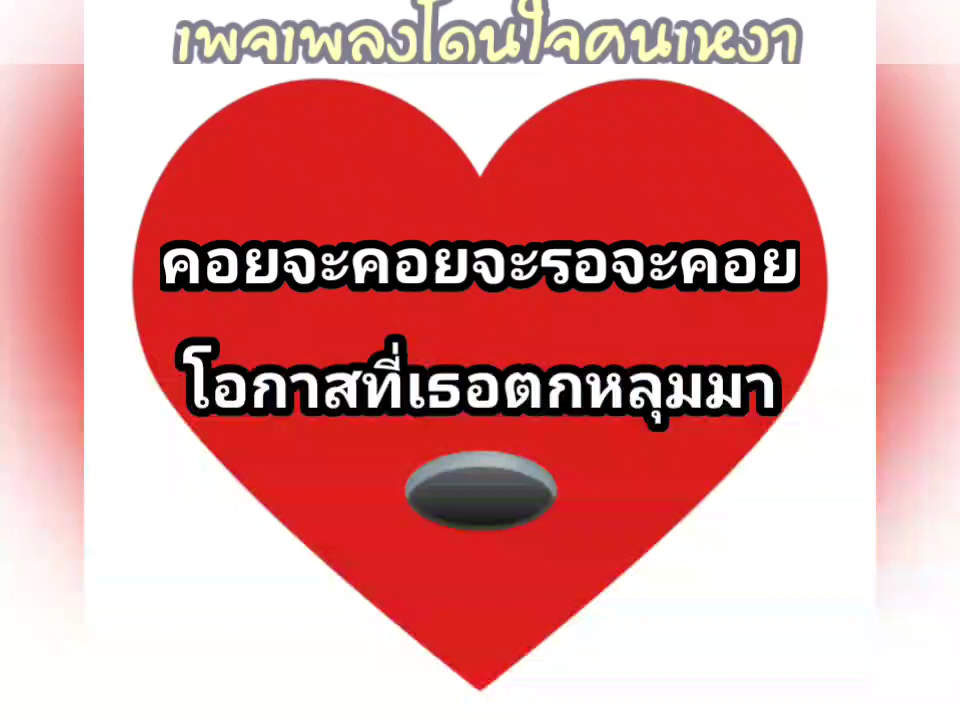 เพจเพลงโดนใจคนเหงา
คอยจะคอยจะรอจะคอย
โอกาสที่เธอตกหลุมมา